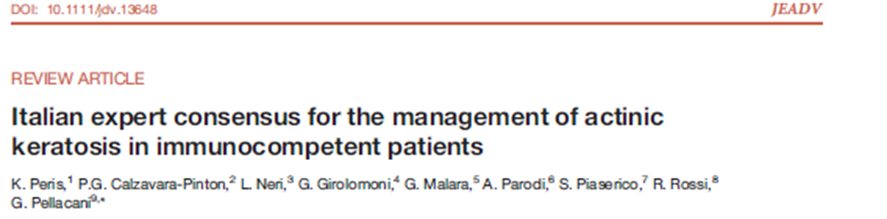 DOI: 10.1111/jdv.13648 JEADV
REVIEW ARTICLE
Italian expert consensus for the management of actinic
keratosis in immunocompetent patients
K. Peris,¹ P.G. Calzavara-Pinton,² L. Neri,³ G. Girolomoni,⁴ G. Malara,⁵ A. Parodi,⁶ S. Piaserico,⁷ R. Rossi,⁸
G. Pellacani⁹,*